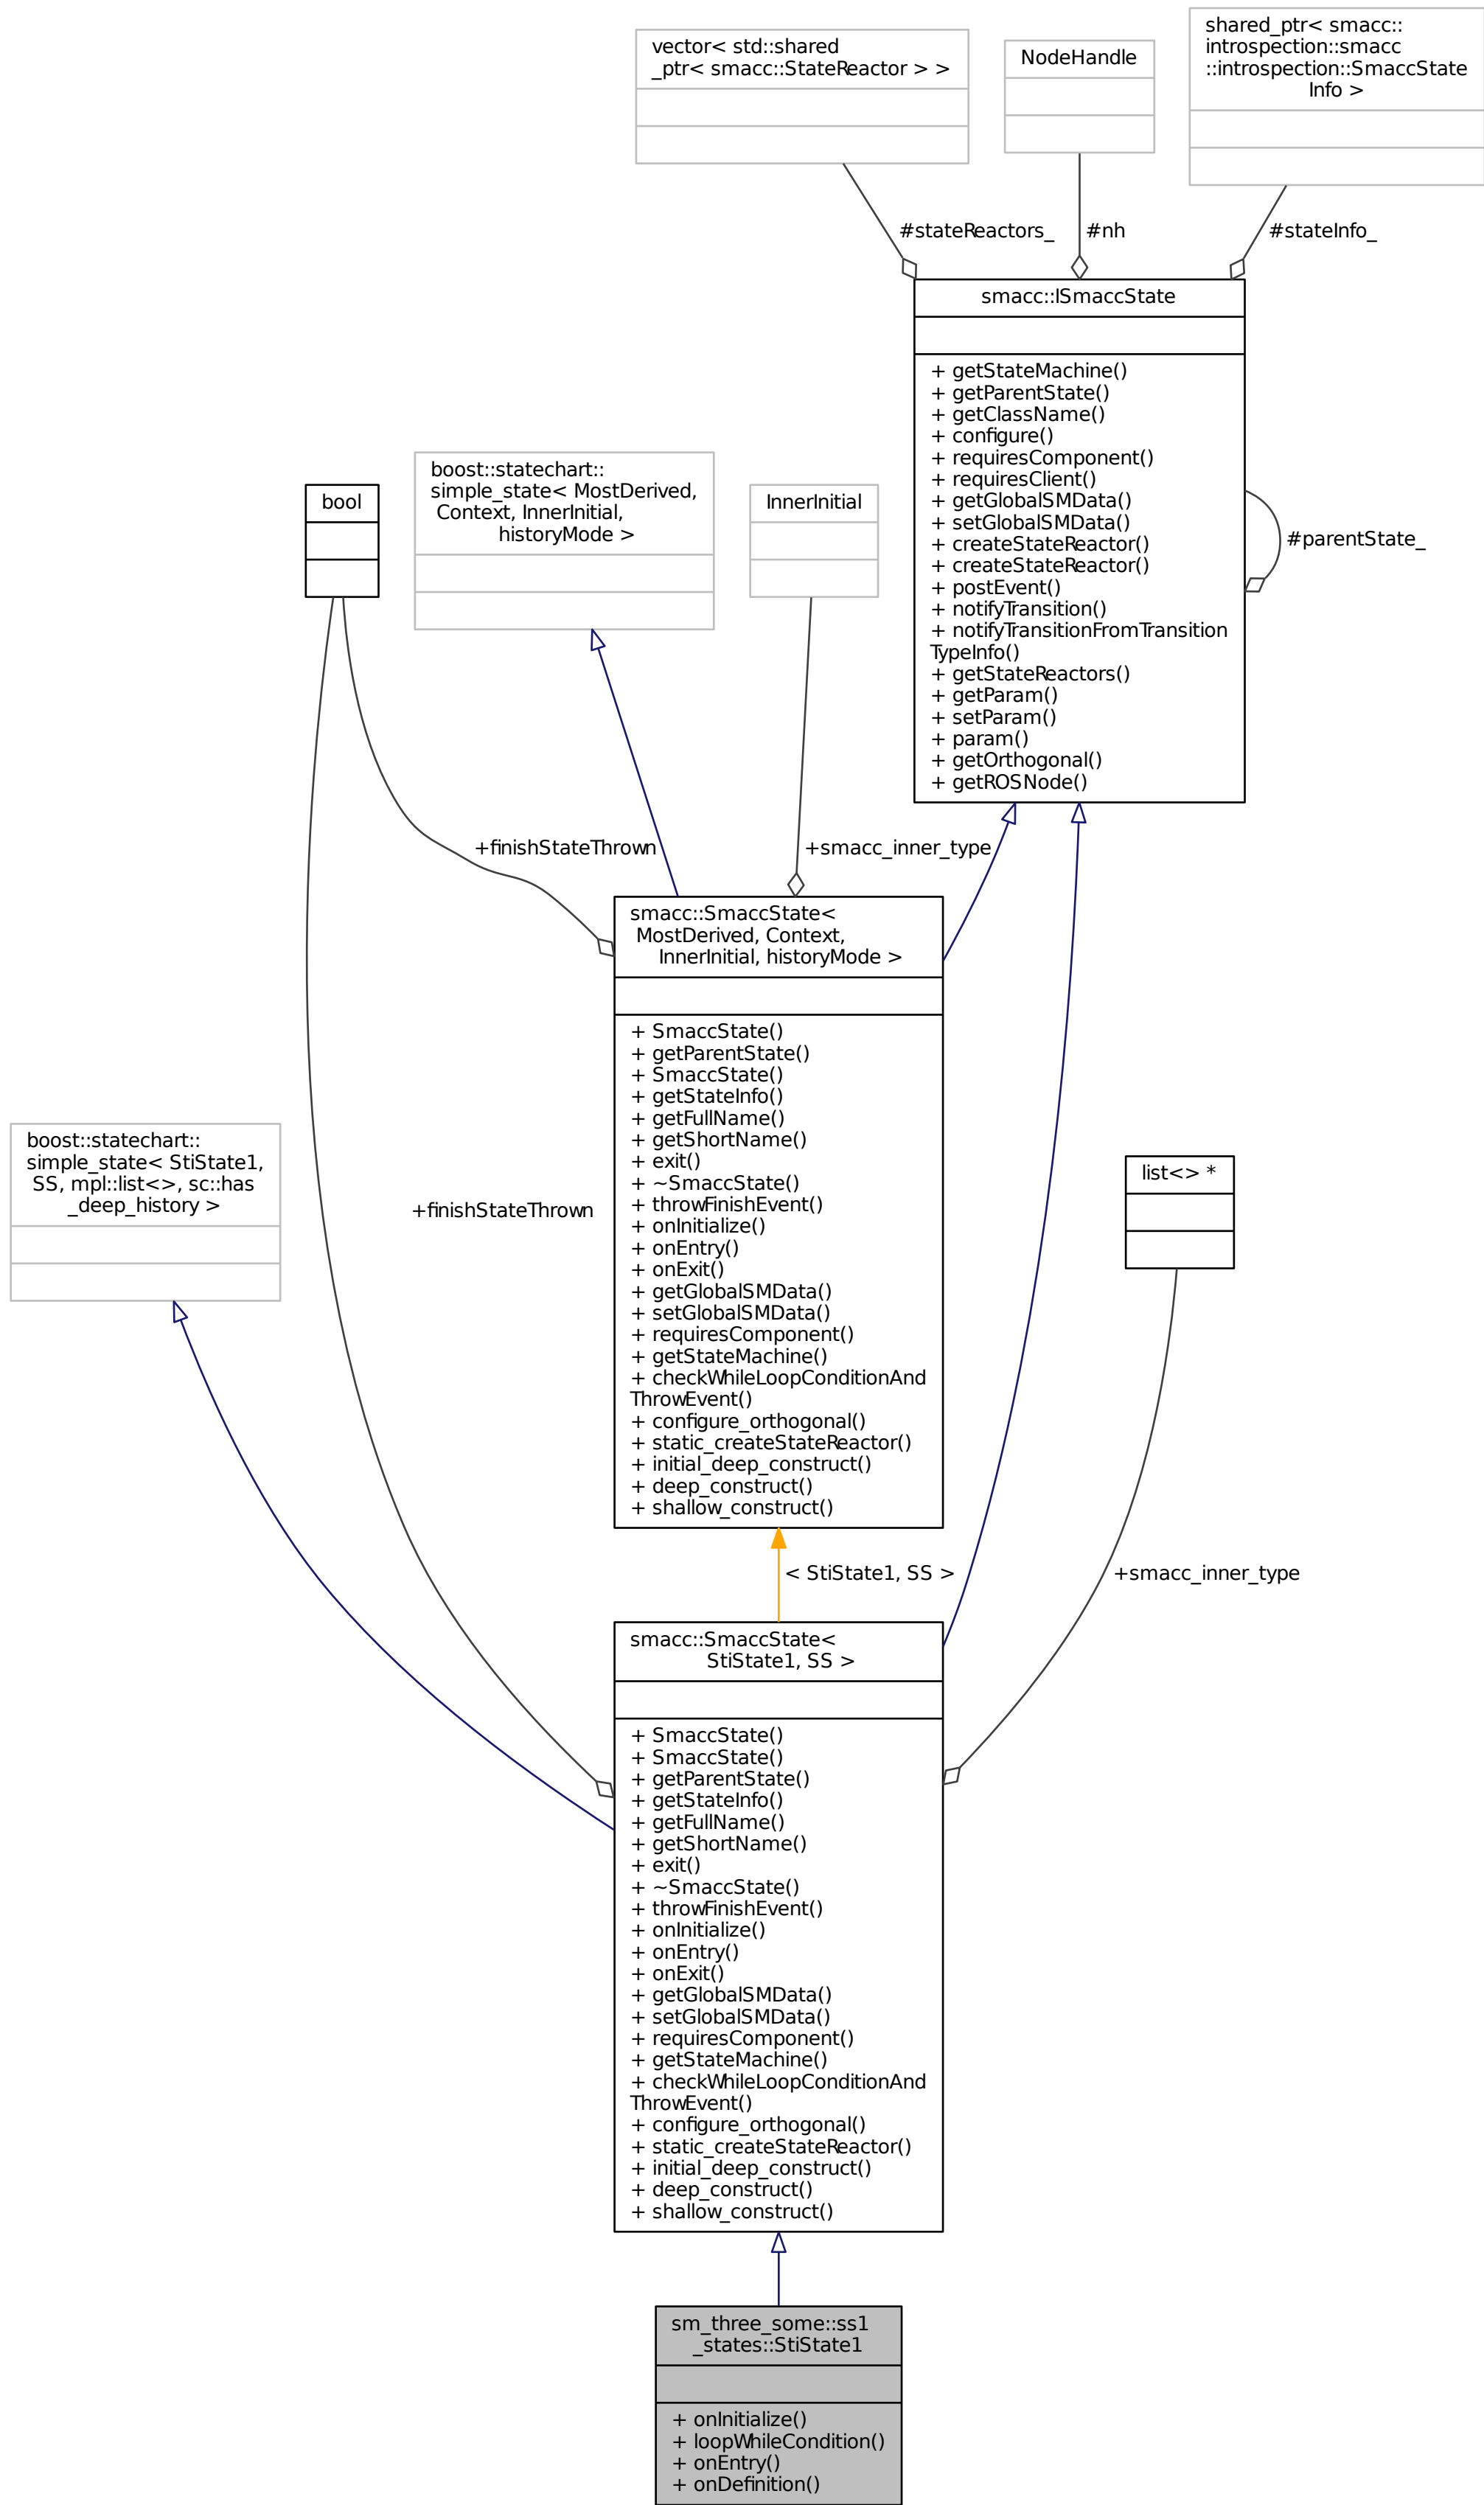 shared_ptr< smacc::
introspection::smacc
::introspection::SmaccState
Info >
vector< std::shared
_ptr< smacc::StateReactor > >
NodeHandle
#stateReactors_
#nh
#stateInfo_
smacc::ISmaccState
+ getStateMachine()
+ getParentState()
+ getClassName()
+ configure()
+ requiresComponent()
+ requiresClient()
+ getGlobalSMData()
+ setGlobalSMData()
+ createStateReactor()
+ createStateReactor()
+ postEvent()
+ notifyTransition()
+ notifyTransitionFromTransition
TypeInfo()
+ getStateReactors()
+ getParam()
+ setParam()
+ param()
+ getOrthogonal()
+ getROSNode()
#parentState_
bool
boost::statechart::
simple_state< MostDerived,
Context, InnerInitial,
historyMode >
InnerInitial
+finishStateThrown
+smacc_inner_type
smacc::SmaccState<
MostDerived, Context,
InnerInitial, historyMode >
+ SmaccState()
+ getParentState()
+ SmaccState()
+ getStateInfo()
+ getFullName()
+ getShortName()
+ exit()
+ ~SmaccState()
+ throwFinishEvent()
+ onInitialize()
+ onEntry()
+ onExit()
+ getGlobalSMData()
+ setGlobalSMData()
+ requiresComponent()
+ getStateMachine()
+ checkWhileLoopConditionAnd
ThrowEvent()
+ configure_orthogonal()
+ static_createStateReactor()
+ initial_deep_construct()
+ deep_construct()
+ shallow_construct()
boost::statechart::
simple_state< StiState1,
SS, mpl::list<>, sc::has
_deep_history >
+finishStateThrown
list<> *
< StiState1, SS >
+smacc_inner_type
smacc::SmaccState<
StiState1, SS >
+ SmaccState()
+ SmaccState()
+ getParentState()
+ getStateInfo()
+ getFullName()
+ getShortName()
+ exit()
+ ~SmaccState()
+ throwFinishEvent()
+ onInitialize()
+ onEntry()
+ onExit()
+ getGlobalSMData()
+ setGlobalSMData()
+ requiresComponent()
+ getStateMachine()
+ checkWhileLoopConditionAnd
ThrowEvent()
+ configure_orthogonal()
+ static_createStateReactor()
+ initial_deep_construct()
+ deep_construct()
+ shallow_construct()
sm_three_some::ss1
_states::StiState1
+ onInitialize()
+ loopWhileCondition()
+ onEntry()
+ onDefinition()